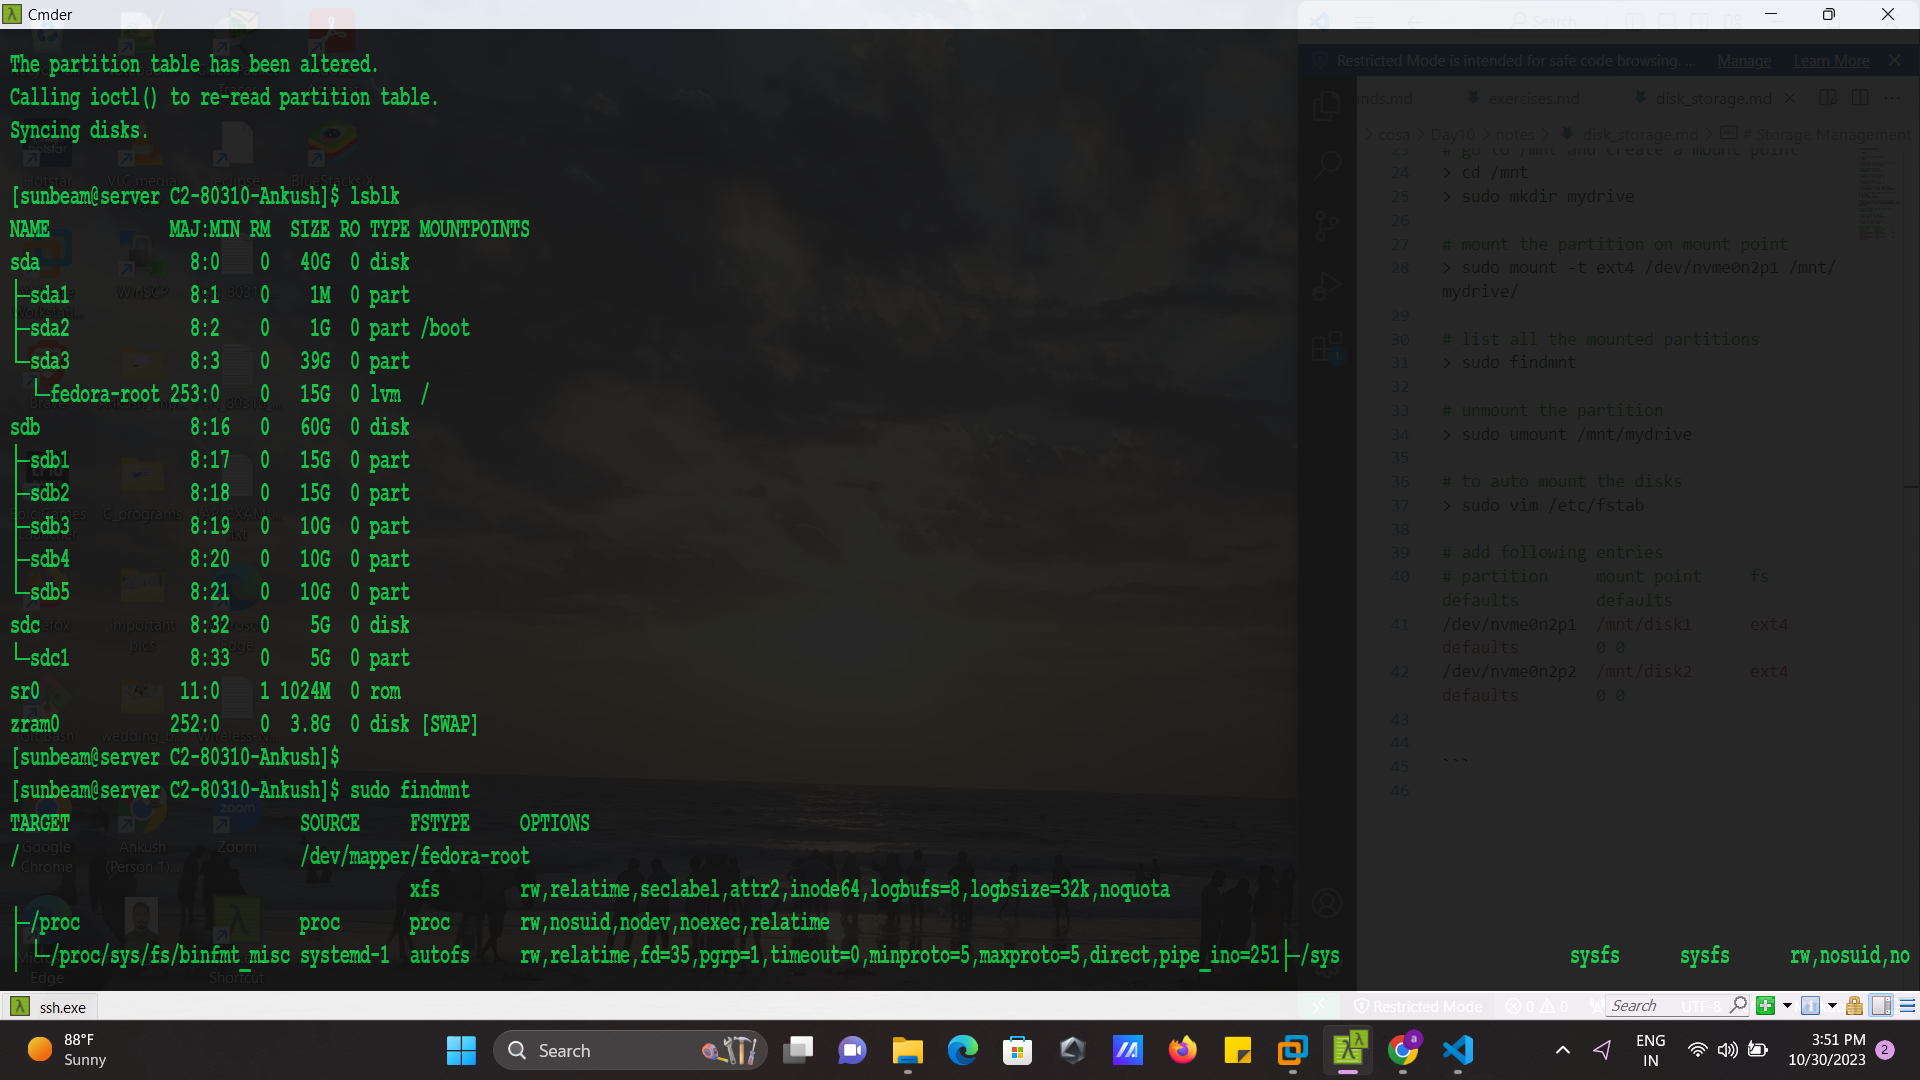 Cmder
The partition table has been altered.
Calling ioctl() to re-read partition table.
Syncing disks.
[sunbeam@server C2-80310-Ankush]$ lsblk
NAME MAJ:MIN RM SIZE RO TYPE MOUNTPOINTS
sda 8:0 0 40G 0 disk
├─sda1 8:1 0 1M 0 part
├─sda2 8:2 0 1G 0 part /boot
└─sda3 8:3 0 39G 0 part
└─fedora-root 253:0 0 15G 0 lvm /
sdb 8:16 0 60G 0 disk
├─sdb1 8:17 0 15G 0 part
├─sdb2 8:18 0 15G 0 part
├─sdb3 8:19 0 10G 0 part
├─sdb4 8:20 0 10G 0 part
└─sdb5 8:21 0 10G 0 part
sdc 8:32 0 5G 0 disk
└─sdc1 8:33 0 5G 0 part
sr0 11:0 1 1024M 0 rom
zram0 252:0 0 3.8G 0 disk [SWAP]
[sunbeam@server C2-80310-Ankush]$
[sunbeam@server C2-80310-Ankush]$ sudo findmnt
TARGET SOURCE FSTYPE OPTIONS
/ /dev/mapper/fedora-root
xfs rw,relatime,seclabel,attr2,inode64,logbufs=8,logbsize=32k,noquota
├─/proc proc proc rw,nosuid,nodev,noexec,relatime
│ └─/proc/sys/fs/binfmt_misc systemd-1 autofs rw,relatime,fd=35,pgrp=1,timeout=0,minproto=5,maxproto=5,direct,pipe_ino=251├─/sys sysfs sysfs rw,nosuid,no
Search
Restricted Mode is intended for safe code browsing. ... Manage Learn More
nds.md exercises.md disk_storage.md
> cosa > Day10 > notes > disk_storage.md > # Storage Management
23 # go to /mnt and create a mount point
24 > cd /mnt
25 > sudo mkdir mydrive
26
27 # mount the partition on mount point
28 > sudo mount -t ext4 /dev/nvme0n2p1 /mnt/
mydrive/
29
30 # list all the mounted partitions
31 > sudo findmnt
32
33 # unmount the partition
34 > sudo umount /mnt/mydrive
35
36 # to auto mount the disks
37 > sudo vim /etc/fstab
38
39 # add following entries
40 # partition mount point fs
defaults defaults
41 /dev/nvme0n2p1 /mnt/disk1 ext4
defaults 0 0
42 /dev/nvme0n2p2 /mnt/disk2 ext4
defaults 0 0
43
44
45 ```
46
VLC media
BlueStacks X
WinSCP
C_programs
Important
pics
Google
Chrome
Ankush
(Person 1)...
Zoom
Edge
Shortcut
ssh.exe
Restricted Mode 0 0
Search UTF-8
88°F
Sunny
Search
ENG
IN
3:51 PM
10/30/2023
2